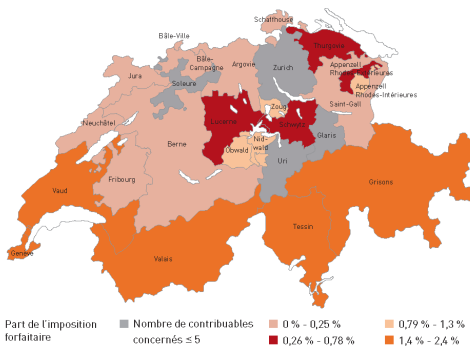 Schaffhouse
Bâle-Ville
Thurgovie
Bâle-
Campagne
Jura
Argovie
Zurich
Appenzell
Rhodes-Extérieures
Soleure
Appenzell
Rhodes-Intérieures
Zoug
Saint-Gall
Neuchâtel
Lucerne
Schwytz
Glaris
Berne
Obwald
Nid-
wald
Uri
Fribourg
Vaud
Grisons
Tessin
Genève
Valais
Part de l'imposition
forfaitaire
Nombre de contribuables
concernés ≤ 5
0 % - 0,25 %
0,26 % - 0,78 %
0,79 % - 1,3 %
1,4 % - 2,4 %